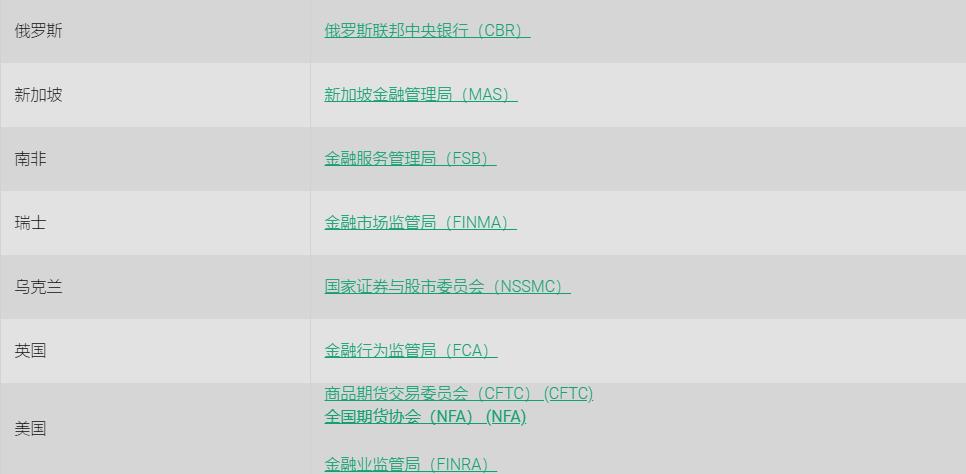 俄罗斯 俄罗斯联邦中央银行（CBR）
新加坡 新加坡金融管理局（MAS）
南非 金融服务管理局（FSB）
瑞士 金融市场监管局（FINMA）
乌克兰 国家证券与股市委员会（NSSMC）
英国 金融行为监管局（FCA）
美国
商品期货交易委员会（CFTC） (CFTC)
全国期货协会（NFA） (NFA)
金融业监管局（FINRA）